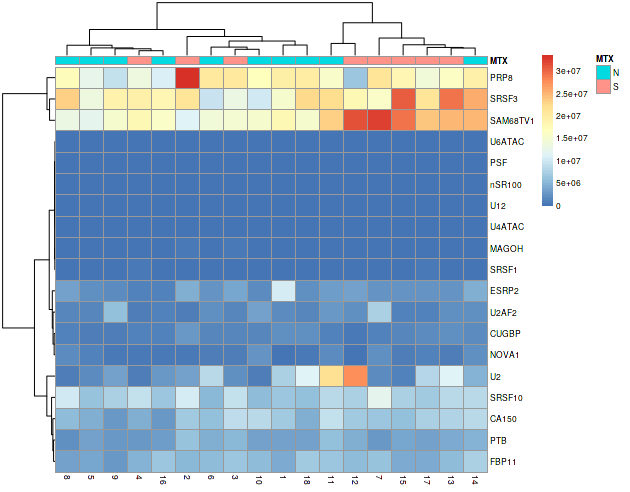 MTX
PRP8
SRSF3
SAM68TV1
U6ATAC
PSF
nSR100
U12
U4ATAC
MAGOH
SRSF1
ESRP2
U2AF2
CUGBP
NOVA1
U2
SRSF10
CA150
PTB
FBP11
8 5 9 4 16 2 6 3 10 1 18 11 12 7 15 17 13 14
3e+07
2.5e+07
2e+07
1.5e+07
1e+07
5e+06
0
MTX
N
S